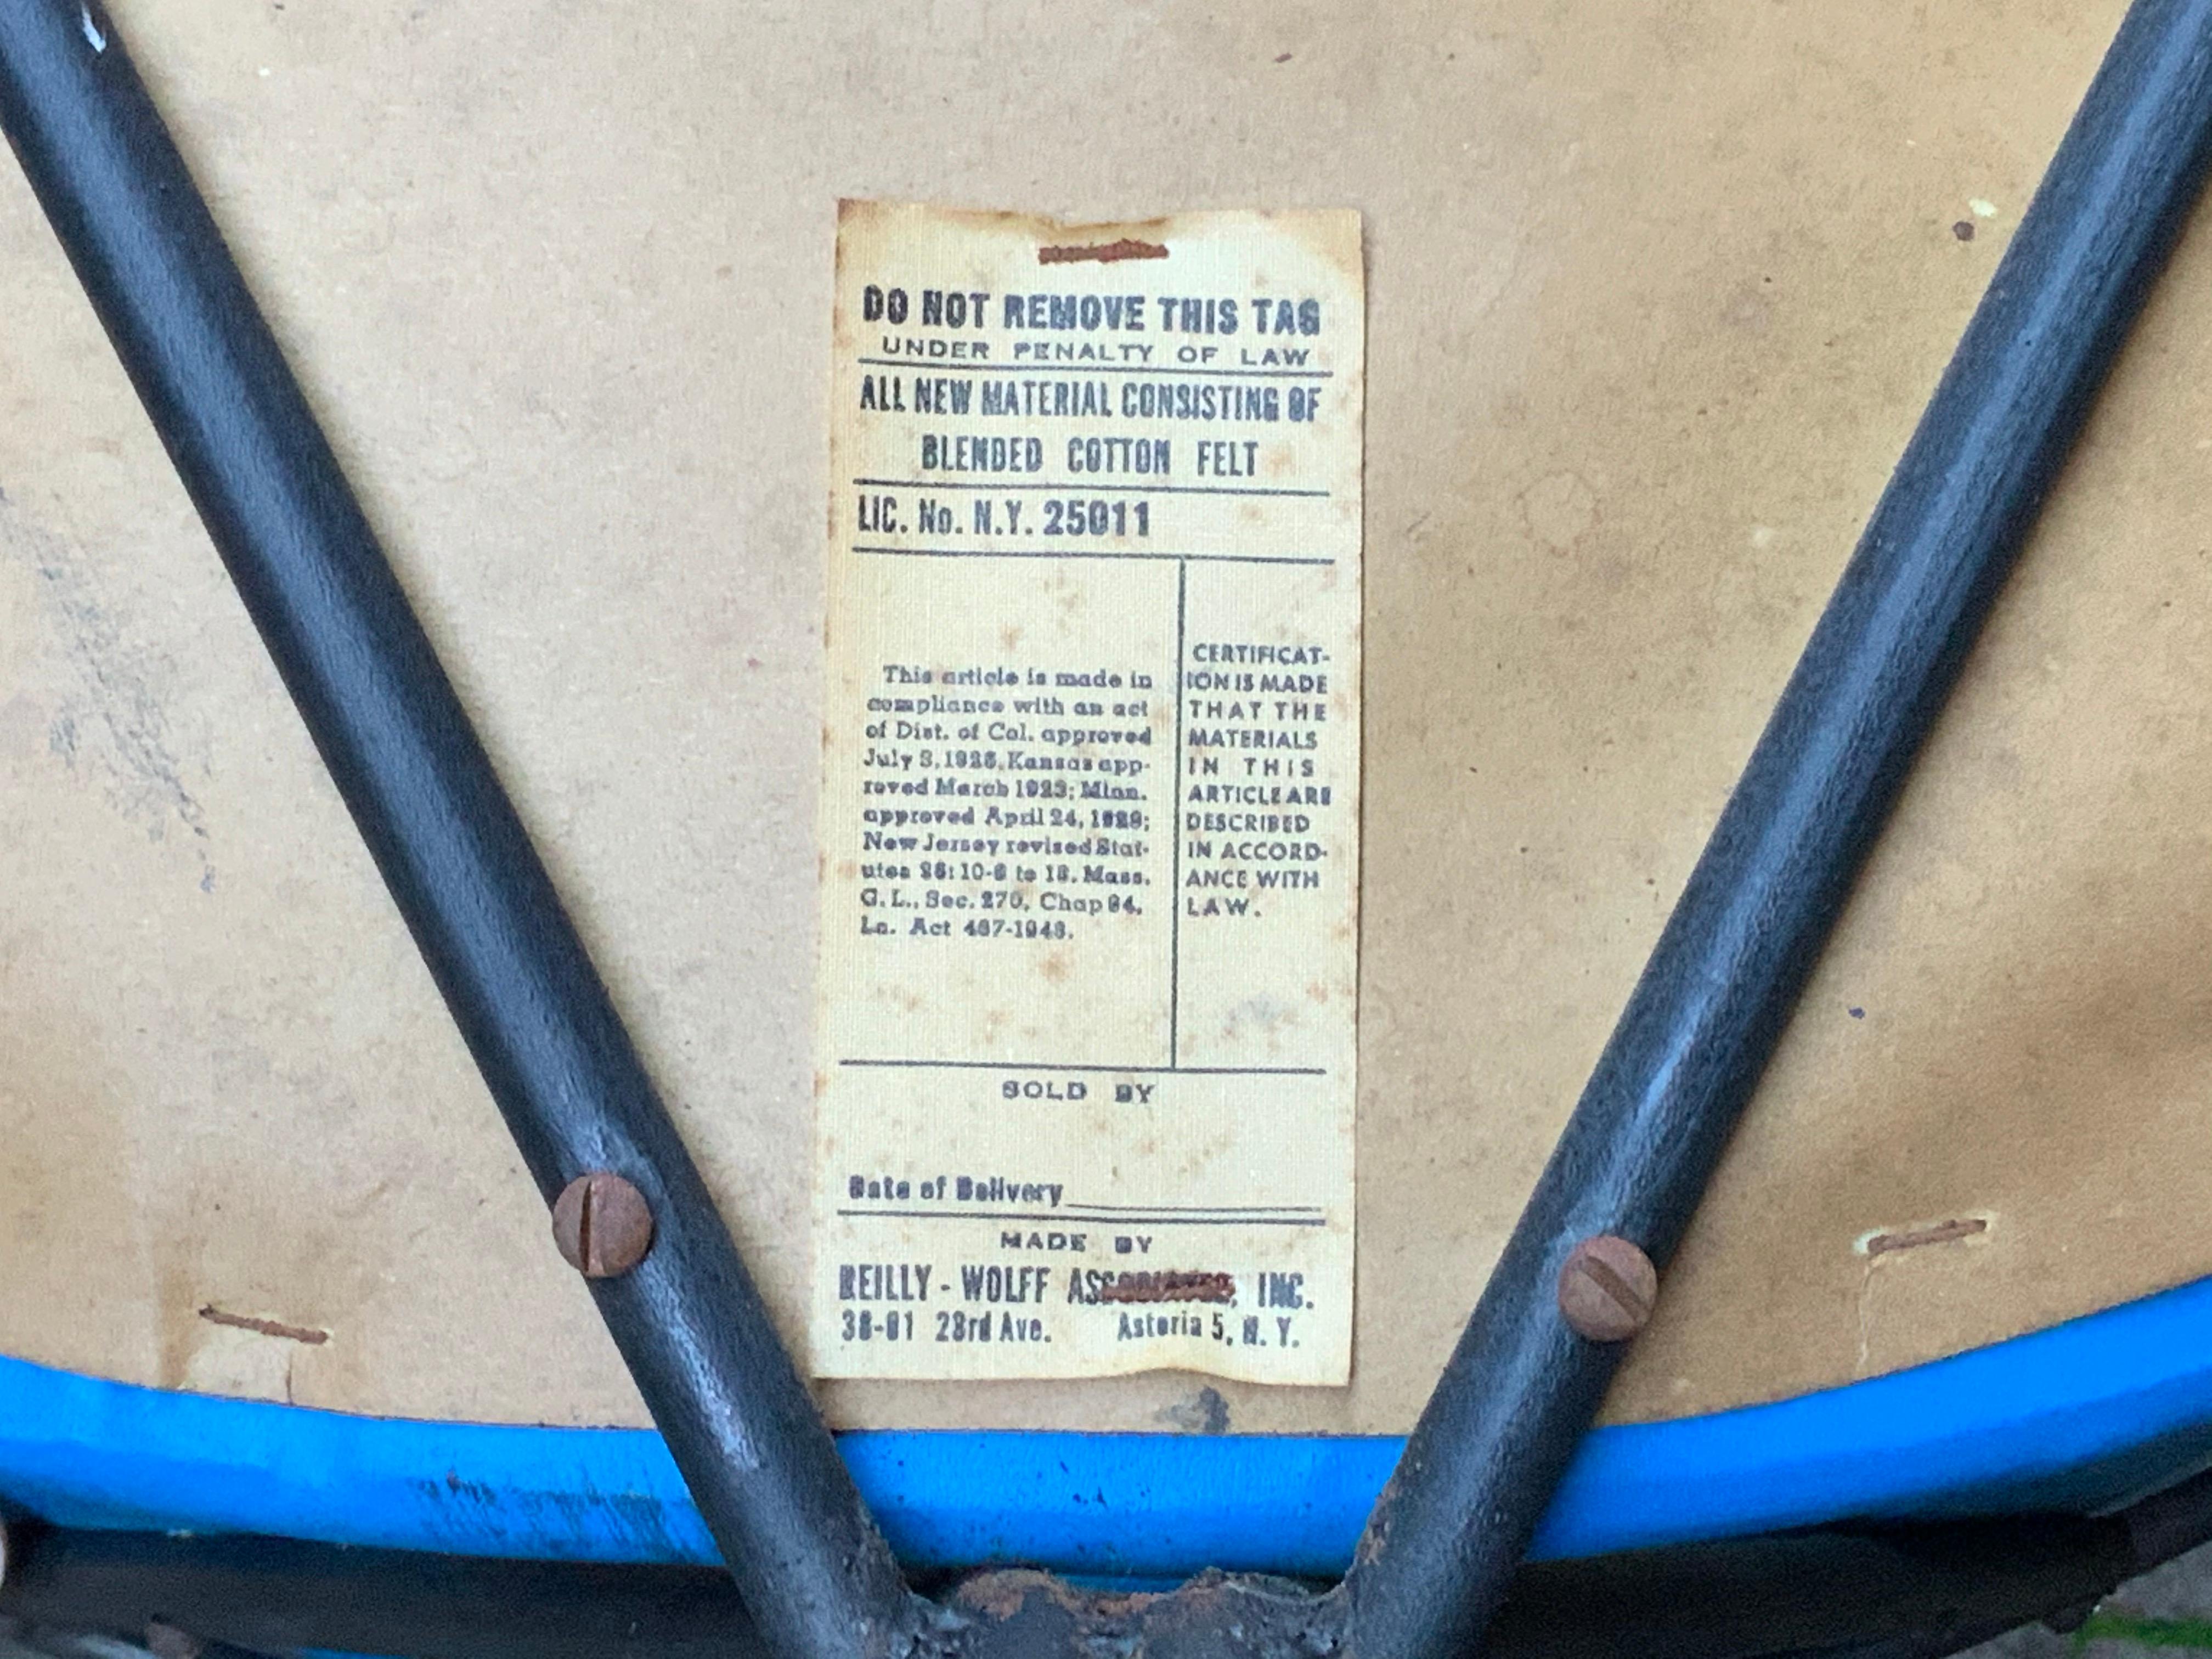 DO NOT REMOVE THIS TAG
UNDER PENALTY OF LAW
ALL NEW MATERIAL CONSISTING OF
BLENDED COTTON FELT
LIC. No. N.Y. 25011
This article is made in
compliance with an act
of Dist. of Col. approved
July 3, Kansas app-
roved March 1923; Minn.
approved April 24, 1929;
New Jersey revised Stat-
utes 26:10-6 to 18. Mass.
G. L., Sec. 270, Chap 94,
La. Act 467-1948.
CERTIFICAT-
ION IS MADE
THAT THE
MATERIALS
IN THIS
ARTICLE ARE
DESCRIBED
IN ACCORD-
ANCE WITH
LAW.
SOLD BY
Date of Delivery
MADE BY
REILLY - WOLFF ASSOCIATES, INC.
38-01 23rd Ave. Astoria 5, N. Y.